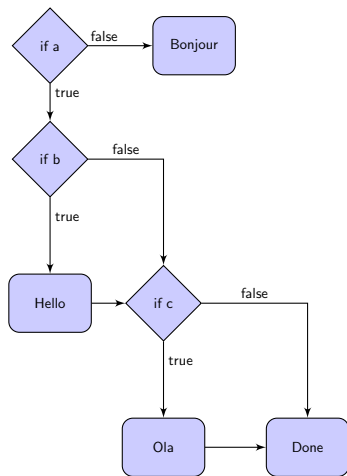 if a
false
Bonjour
true
if b
false
true
Hello
if c
false
true
Ola
Done